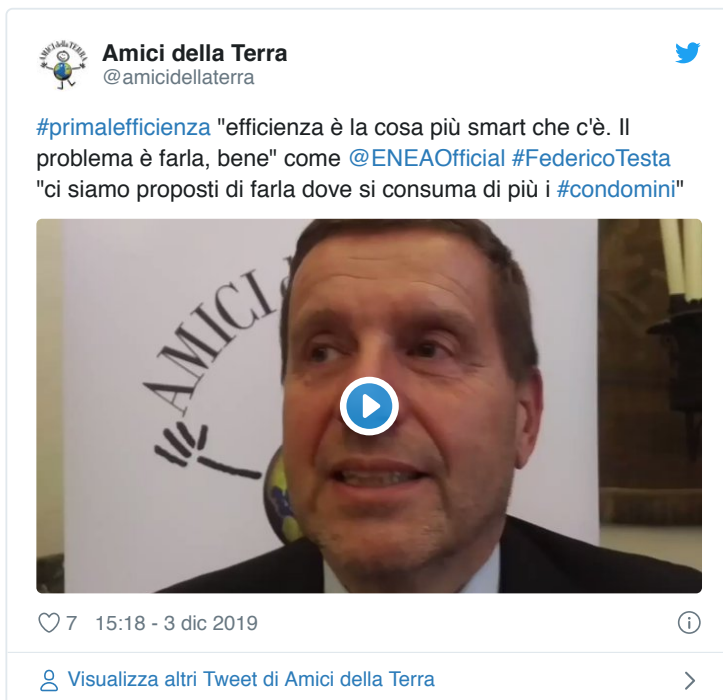 Amici della Terra
@amicidellaterra
#primalefficienza "efficienza è la cosa più smart che c'è. Il
problema è farla, bene" come @ENEAOfficial #FedericoTesta
"ci siamo proposti di farla dove si consuma di più i #condomini"
AMICI d
7 15:18 - 3 dic 2019
Visualizza altri Tweet di Amici della Terra